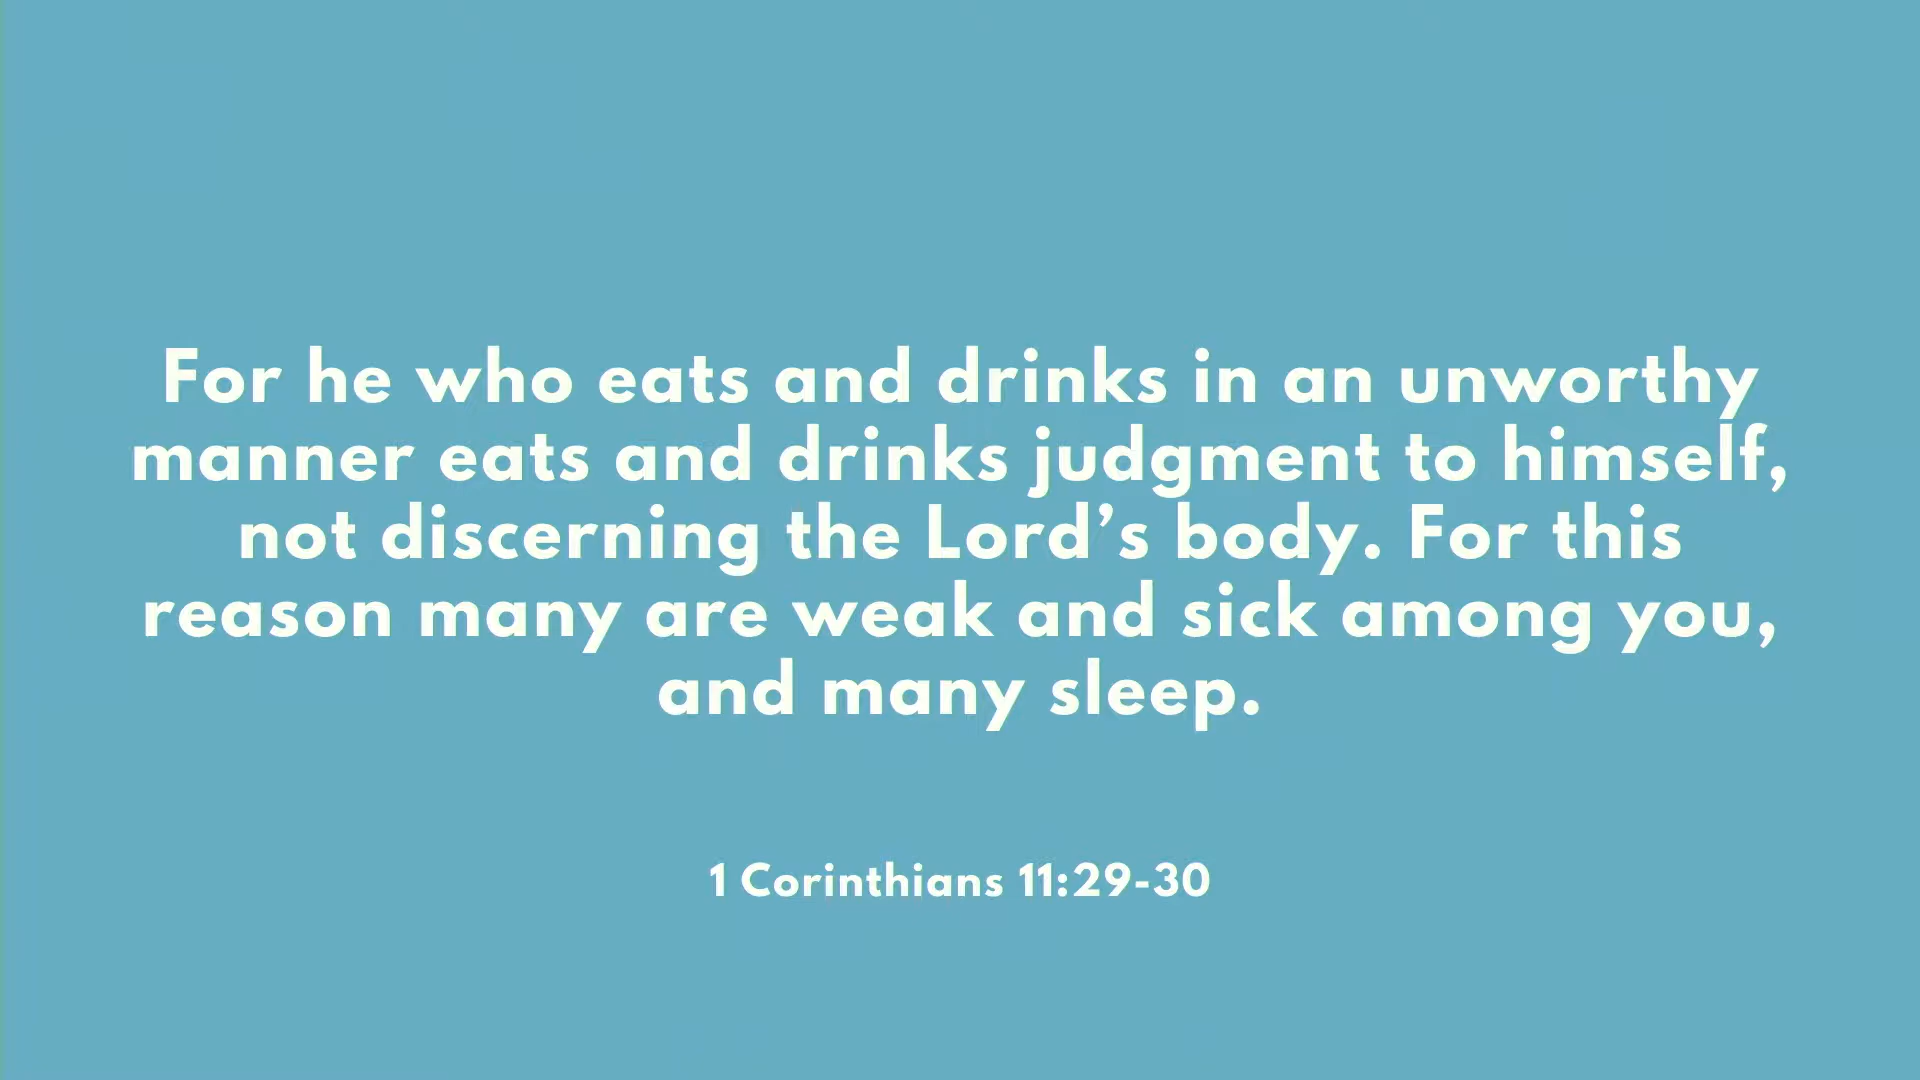 For he who eats and drinks in an unworthy
manner eats and drinks judgment to himself,
not discerning the Lord’s body. For this
reason many are weak and sick among you,
and many sleep.
1 Corinthians 11:29-30